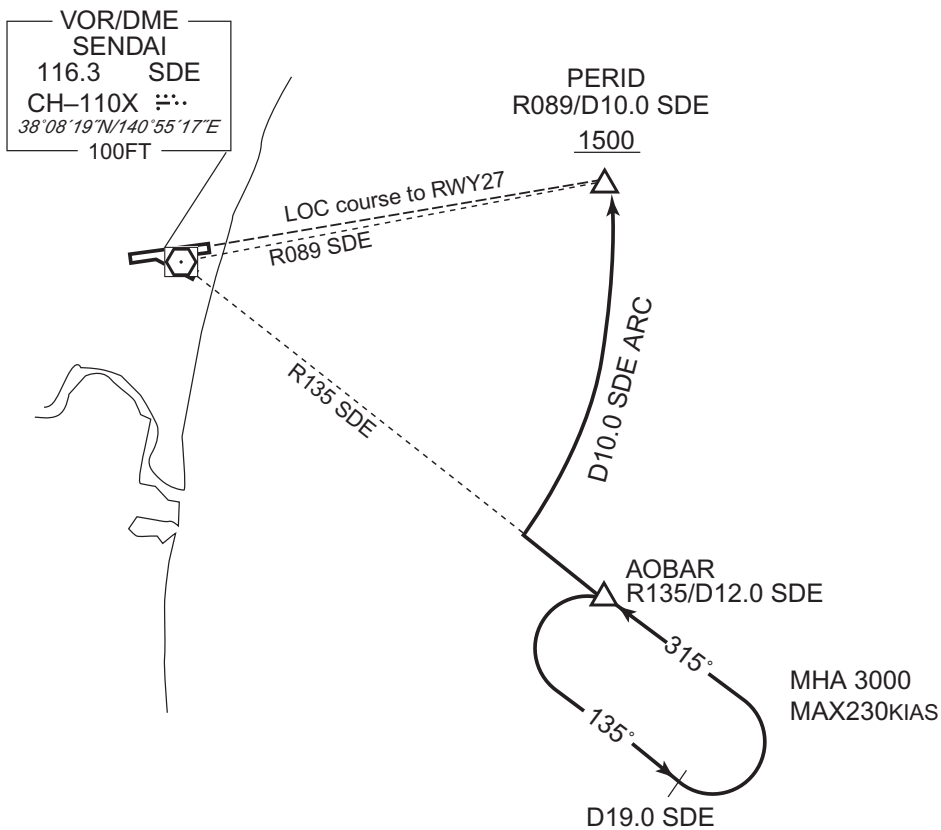 VOR/DME
SENDAI
116.3 SDE
CH–110X
38°08´19˝N/140°55´17˝E
100FT
PERID
R089/D10.0 SDE
1500
LOC course to RWY27
R089 SDE
R135 SDE
D10.0 SDE ARC
AOBAR
R135/D12.0 SDE
315°
135°
MHA 3000
MAX230KIAS
D19.0 SDE